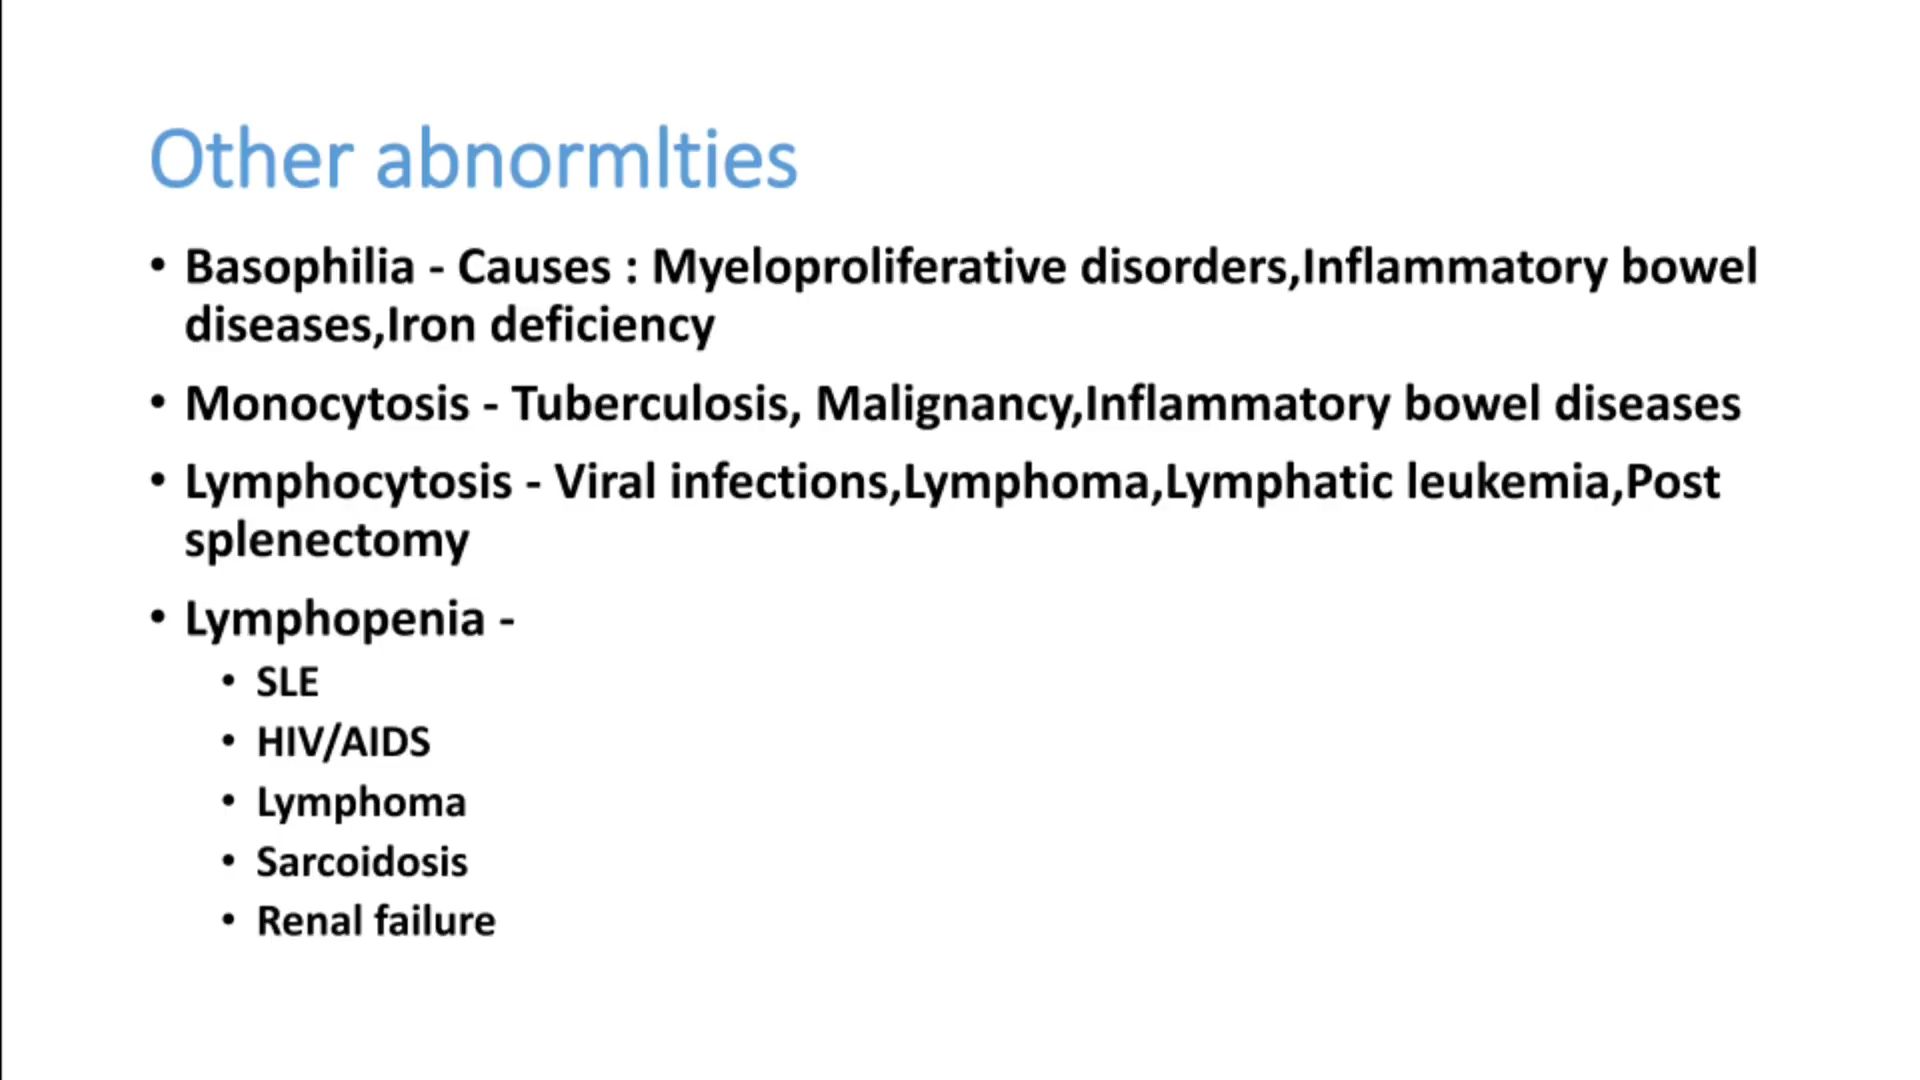 Other abnormlties
• Basophilia - Causes : Myeloproliferative disorders,Inflammatory bowel
diseases,Iron deficiency
• Monocytosis - Tuberculosis, Malignancy,Inflammatory bowel diseases
• Lymphocytosis - Viral infections,Lymphoma,Lymphatic leukemia,Post
splenectomy
• Lymphopenia -
• SLE
• HIV/AIDS
• Lymphoma
• Sarcoidosis
• Renal failure